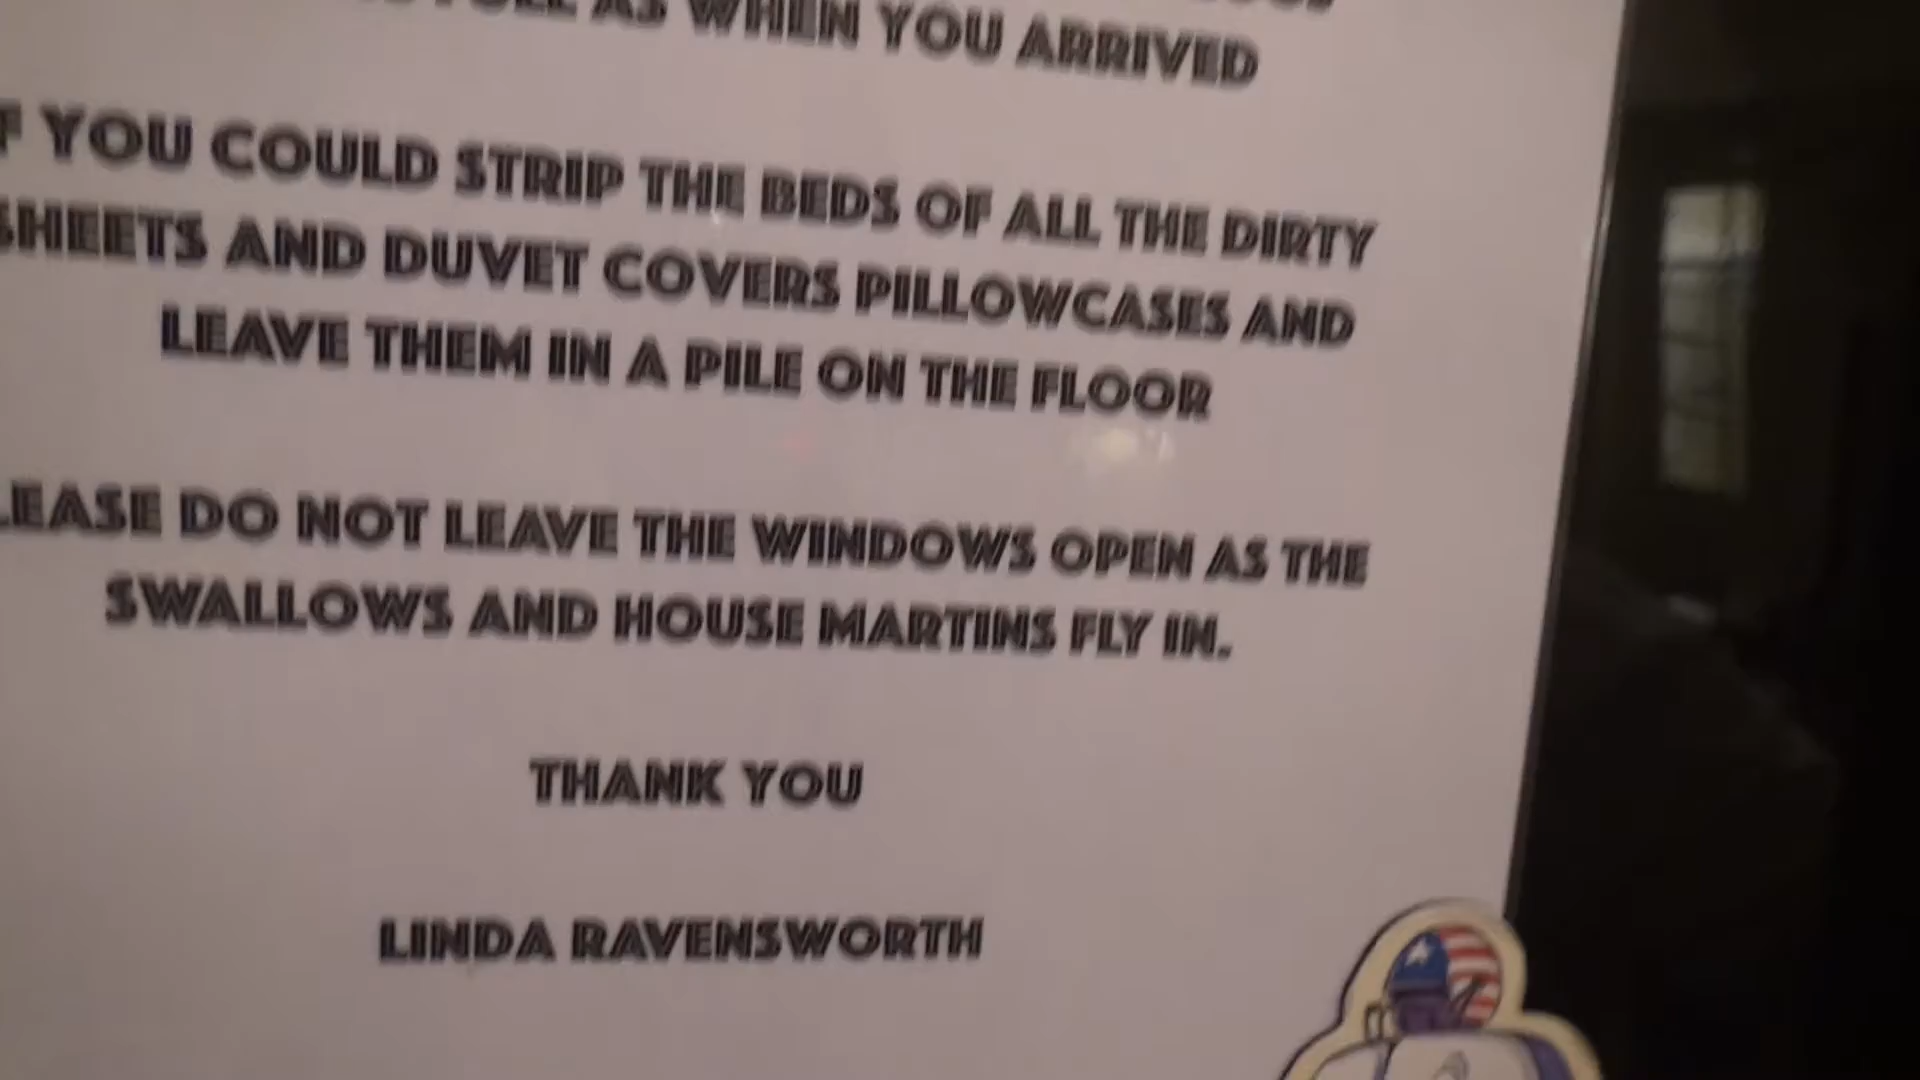 AS WHEN YOU ARRIVED
F YOU COULD STRIP THE BEDS OF ALL THE DIRTY
SHEETS AND DUVET COVERS PILLOWCASES AND
LEAVE THEM IN A PILE ON THE FLOOR
LEASE DO NOT LEAVE THE WINDOWS OPEN AS THE
SWALLOWS AND HOUSE MARTINS FLY IN.
THANK YOU
LINDA RAVENSWORTH